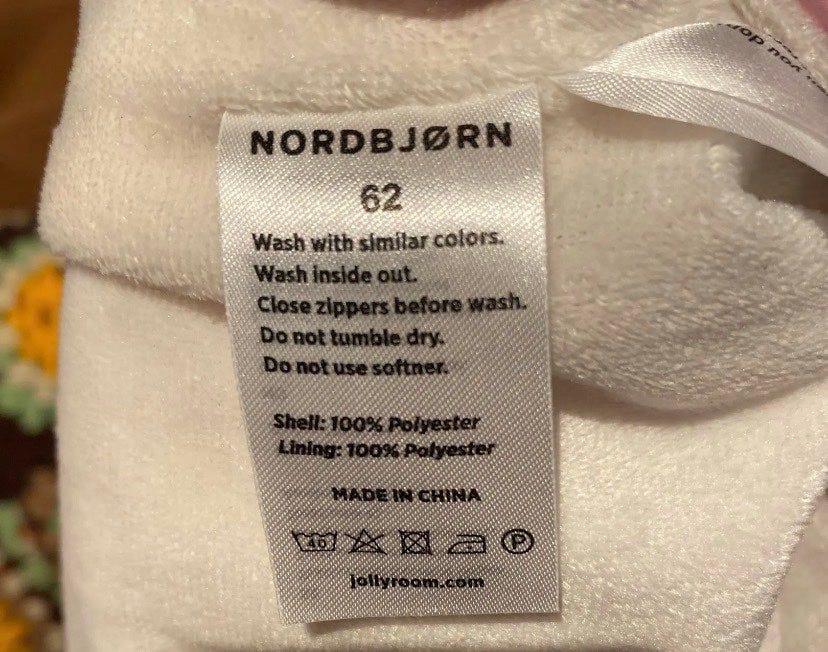 NORDBJØRN
62
Wash with similar colors.
Wash inside out.
Close zippers before wash.
Do not tumble dry.
Do not use softner.
Shell: 100% Polyester
Lining: 100% Polyester
MADE IN CHINA
40 P
jollyroom.com